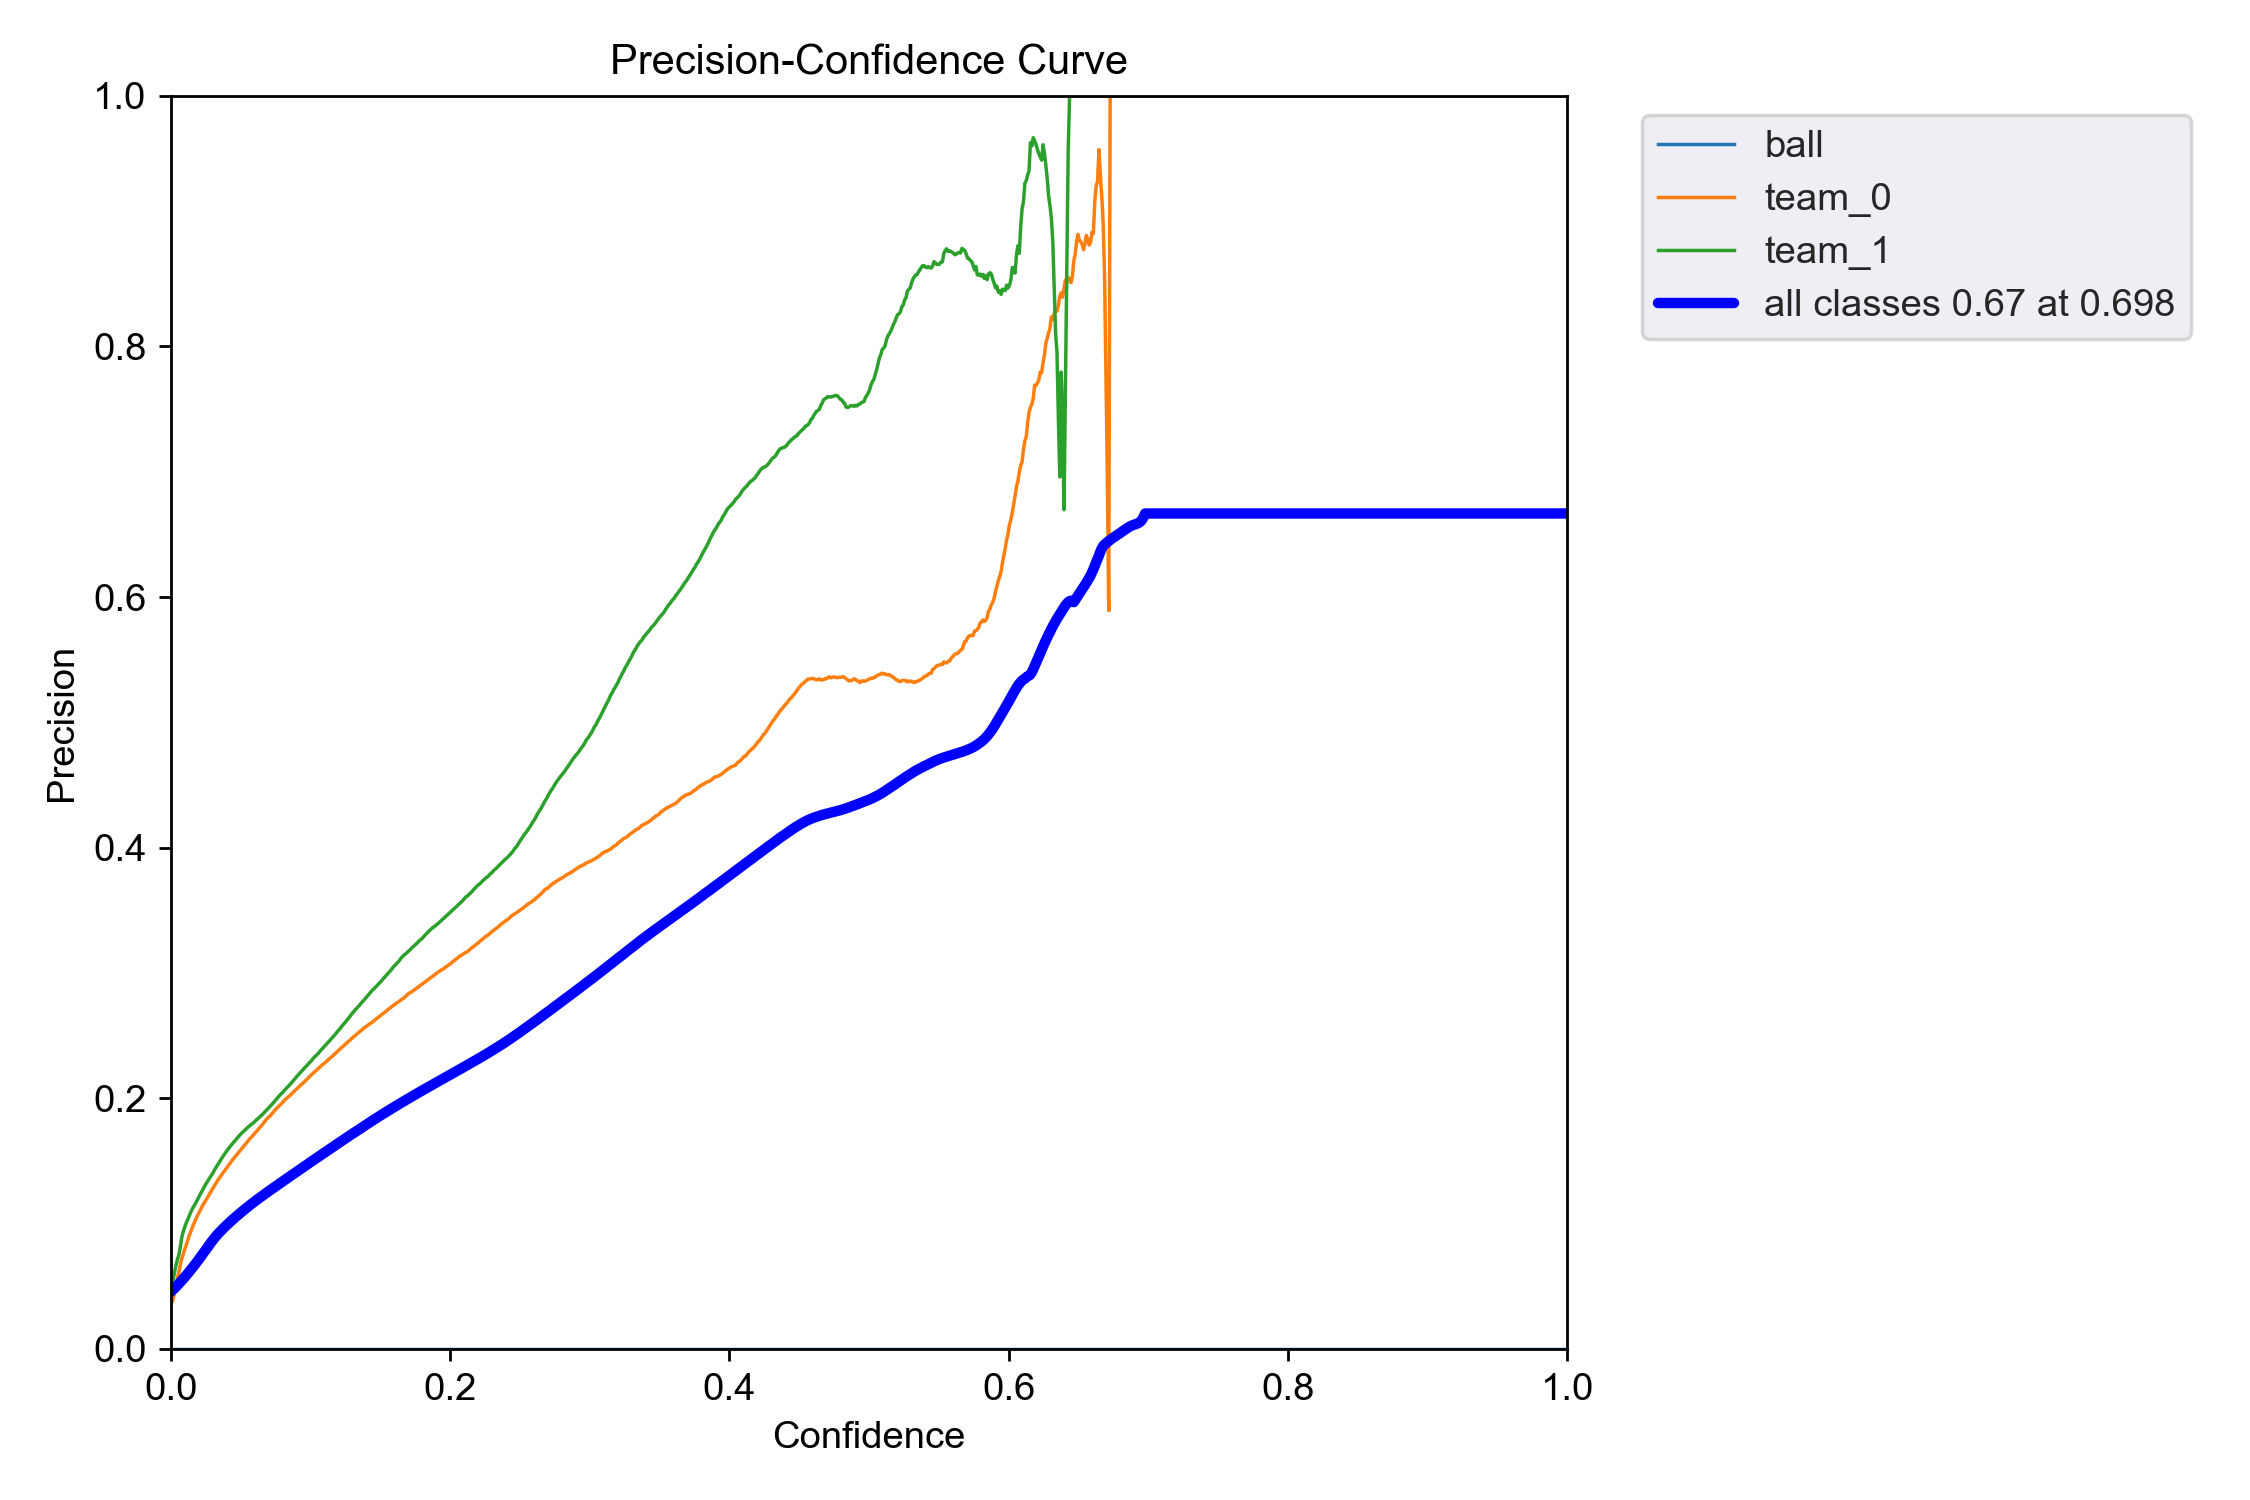 Precision-Confidence Curve
1.0
0.8
0.6
0.4
0.2
0.0
0.0 0.2 0.4 0.6 0.8 1.0
Precision
Confidence
ball
team_0
team_1
all classes 0.67 at 0.698